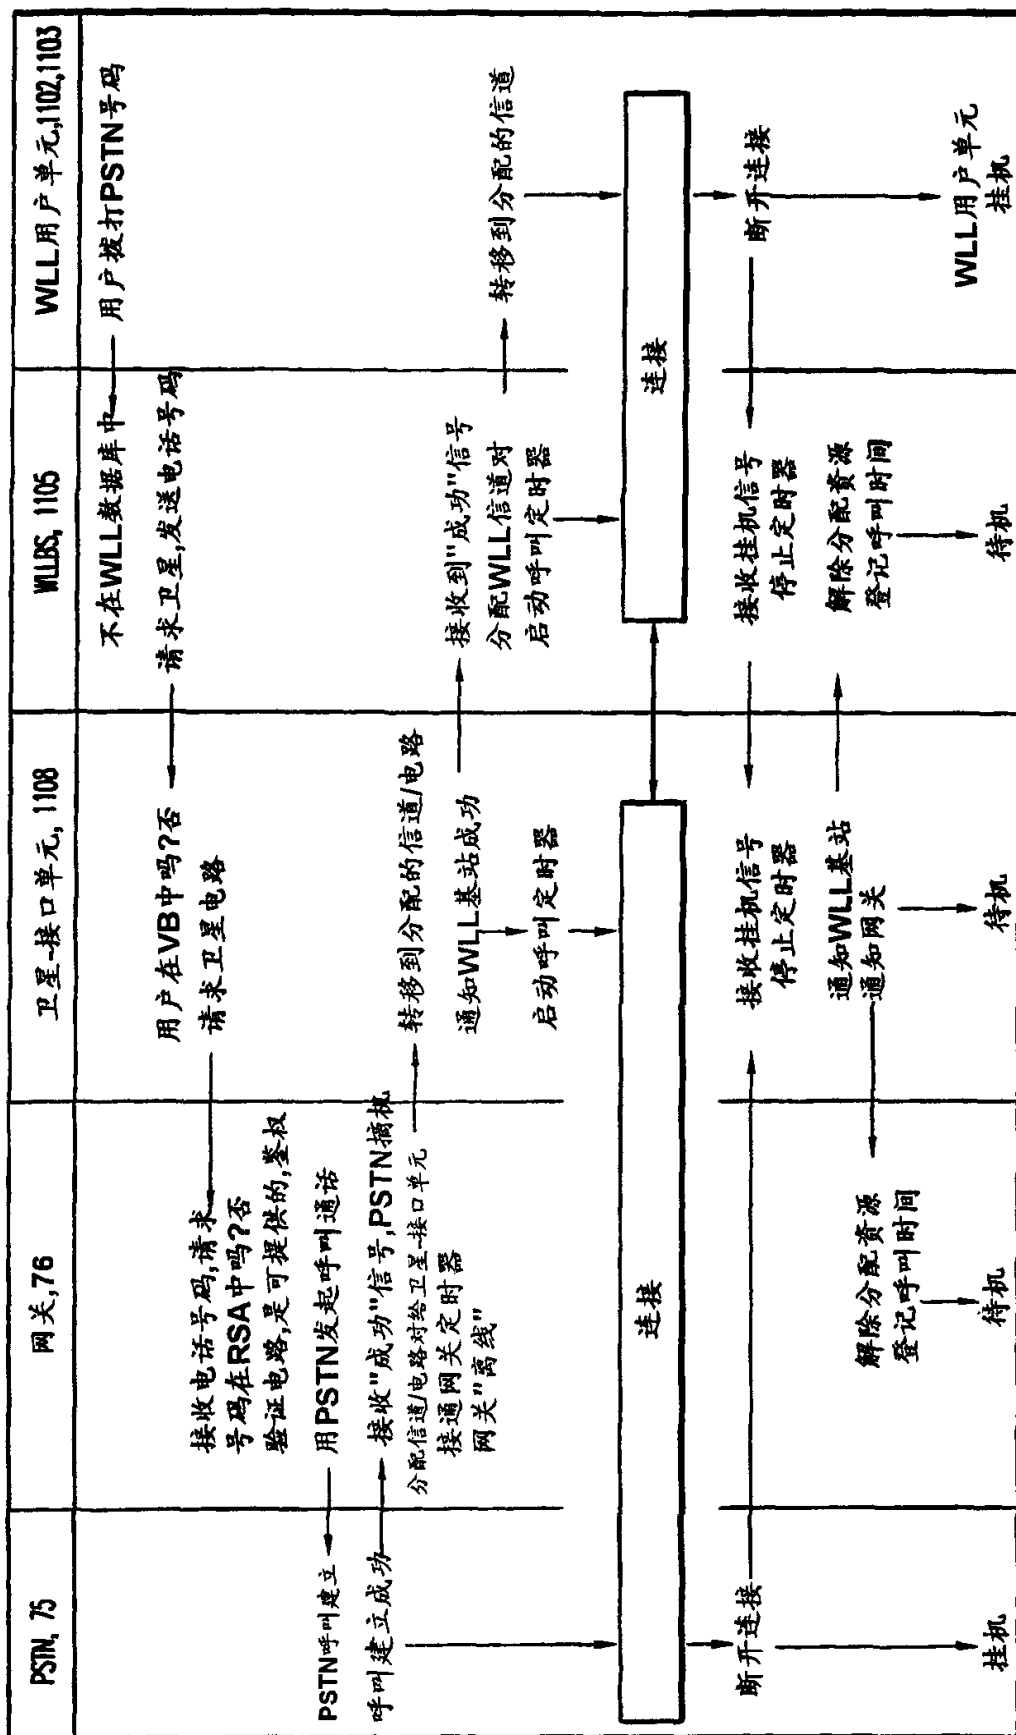 PSTN, 75
网关,76
卫星-接口单元, 1108
WLLBS, 1105
WLL用户单元,1102,1103
用户拨打PSTN号码
不在WLL数据库中
请求卫星,发送电话号码
用户在VB中吗?否
请求卫星电路
接收电话号码,请求
号码在RSA中吗?否
验证电路,是可提供的,鉴权
用PSTN发起呼叫通话
PSTN呼叫建立
呼叫建立成功
接收"成功"信号,PSTN摘机
分配信道/电路对给卫星-接口单元
接通网关定时器
网关"离线"
转移到分配的信道/电路
通知WLL基站成功
启动呼叫定时器
接收到"成功"信号
分配WLL信道对
启动呼叫定时器
转移到分配的信道
连接
连接
断开连接
挂机
断开连接
WLL用户单元
挂机
接收挂机信号
停止定时器
接收挂机信号
停止定时器
通知WLL基站
通知网关
待机
解除分配资源
登记呼叫时间
待机
解除分配资源
登记呼叫时间
待机